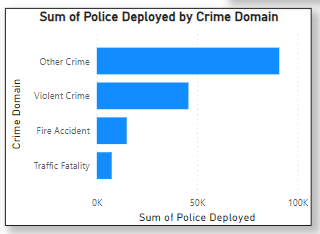 Sum of Police Deployed by Crime Domain
Crime Domain
Other Crime
Violent Crime
Fire Accident
Traffic Fatality
0K 50K 100K
Sum of Police Deployed